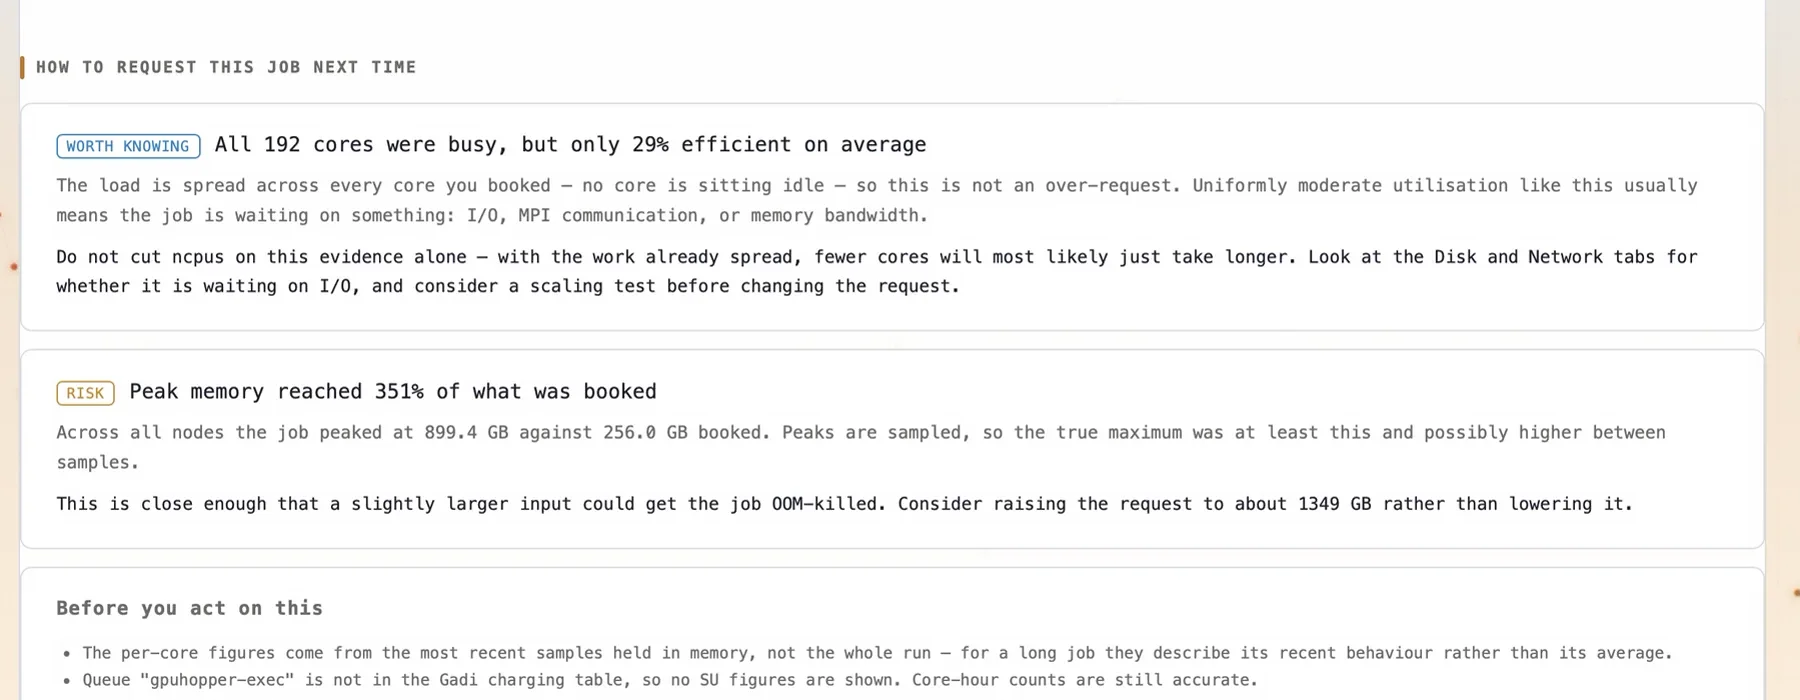 HOW TO REQUEST THIS JOB NEXT TIME
WORTH KNOWING All 192 cores were busy, but only 29% efficient on average
The load is spread across every core you booked — no core is sitting idle — so this is not an over-request. Uniformly moderate utilisation like this usually
means the job is waiting on something: I/O, MPI communication, or memory bandwidth.
Do not cut ncpus on this evidence alone — with the work already spread, fewer cores will most likely just take longer. Look at the Disk and Network tabs for
whether it is waiting on I/O, and consider a scaling test before changing the request.
RISK Peak memory reached 351% of what was booked
Across all nodes the job peaked at 899.4 GB against 256.0 GB booked. Peaks are sampled, so the true maximum was at least this and possibly higher between
samples.
This is close enough that a slightly larger input could get the job OOM-killed. Consider raising the request to about 1349 GB rather than lowering it.
Before you act on this
• The per-core figures come from the most recent samples held in memory, not the whole run — for a long job they describe its recent behaviour rather than its average.
• Queue "gpuhopper-exec" is not in the Gadi charging table, so no SU figures are shown. Core-hour counts are still accurate.